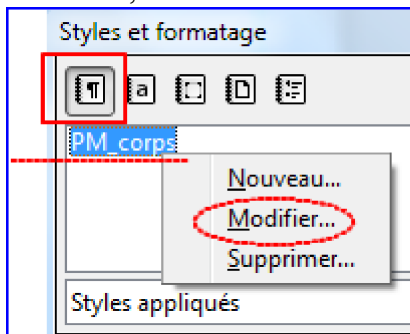 Styles et formatage
¶ a
PM_corps
Nouveau...
Modifier...
Supprimer...
Styles appliqués